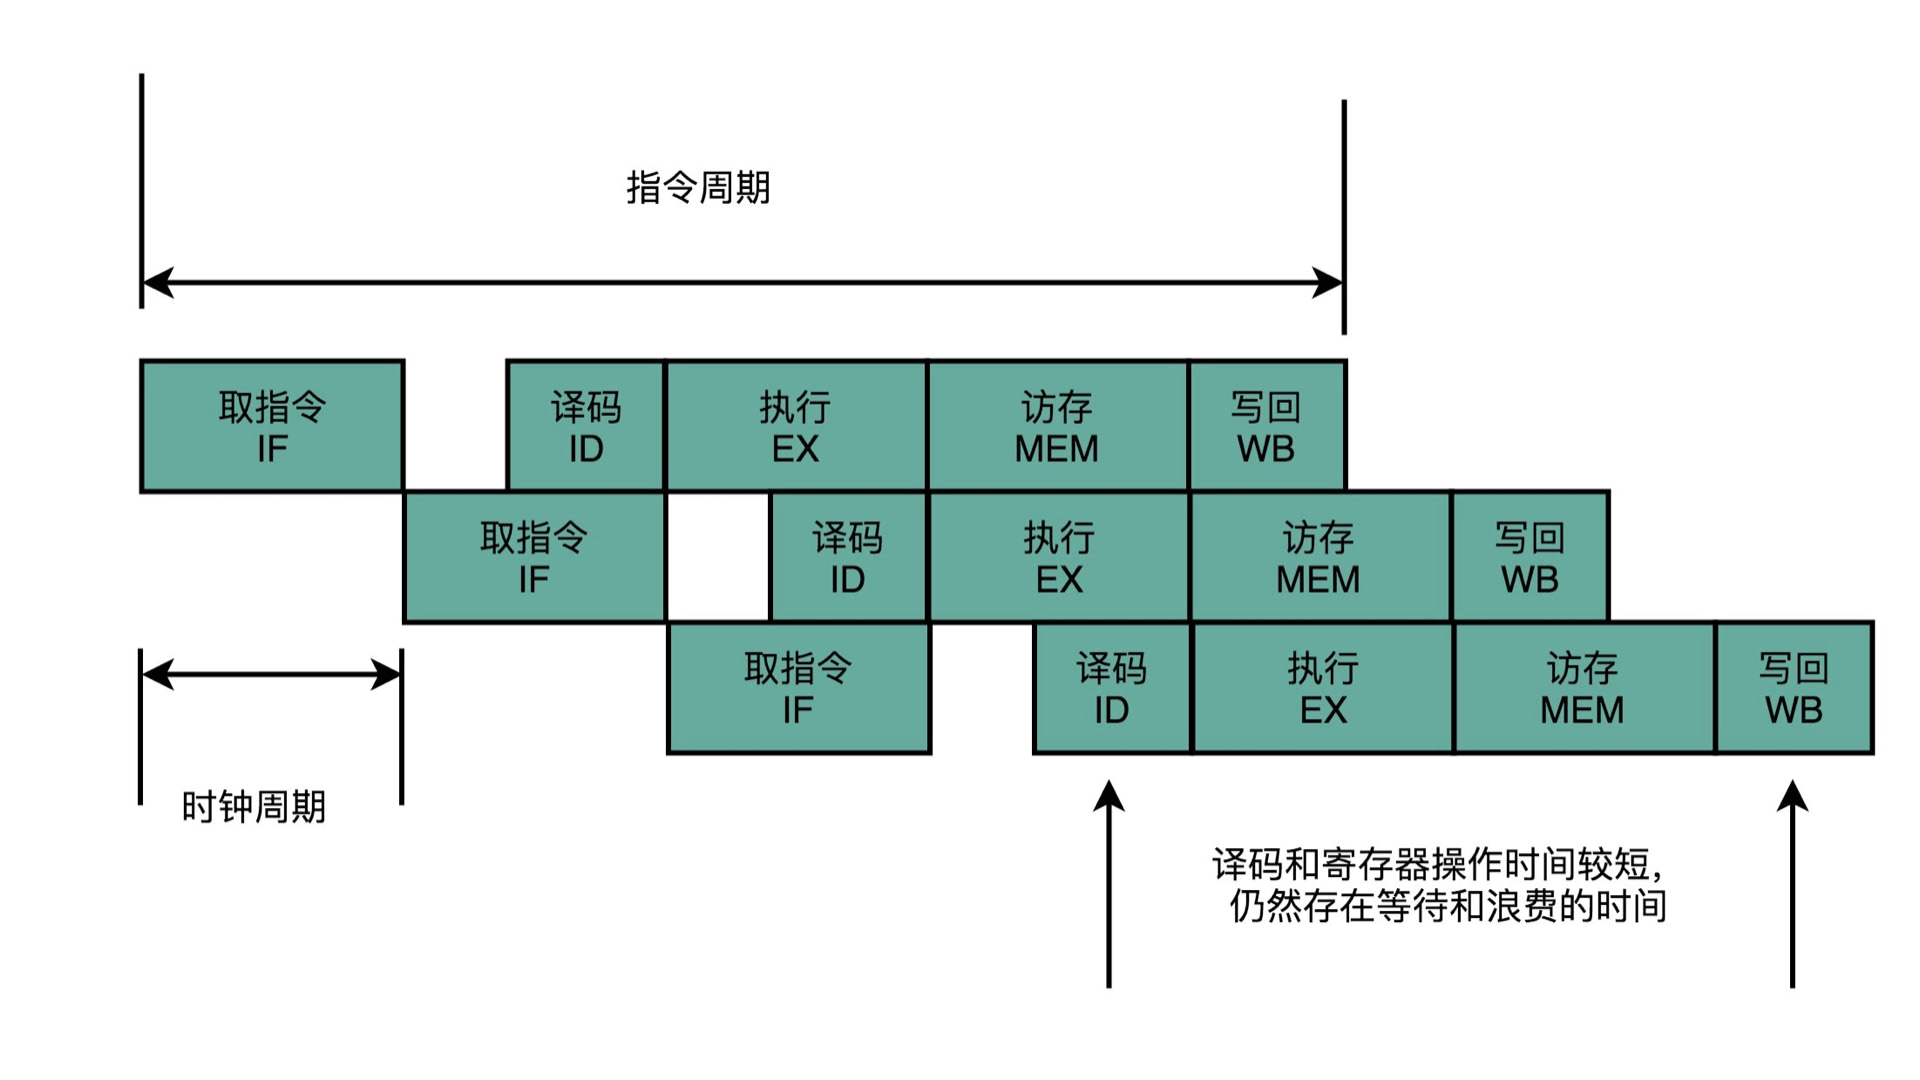 指令周期
取指令
IF
译码
ID
执行
EX
访存
MEM
写回
WB
取指令
IF
译码
ID
执行
EX
访存
MEM
写回
WB
取指令
IF
译码
ID
执行
EX
访存
MEM
写回
WB
时钟周期
译码和寄存器操作时间较短，
仍然存在等待和浪费的时间